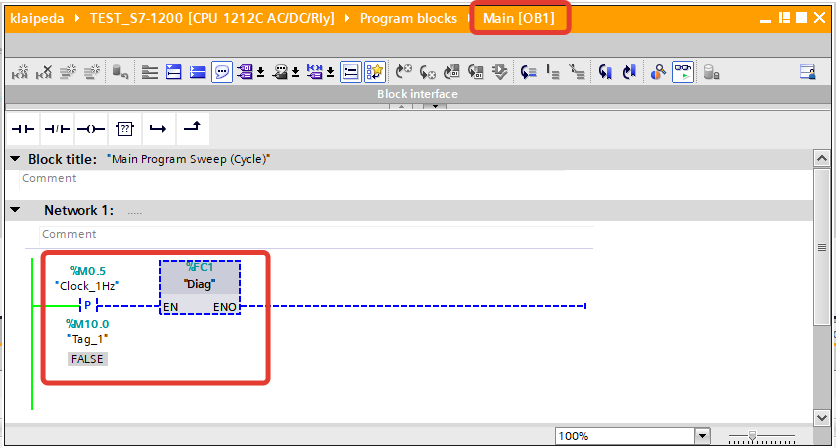 klaipeda ▸ TEST_S7-1200 [CPU 1212C AC/DC/Rly] ▸ Program blocks ▸ Main [OB1]
Block interface
??
Block title: "Main Program Sweep (Cycle)"
Comment
Network 1: .....
Comment
%M0.5
"Clock_1Hz"
P
%M10.0
"Tag_1"
FALSE
%FC1
"Diag"
EN ENO
100%